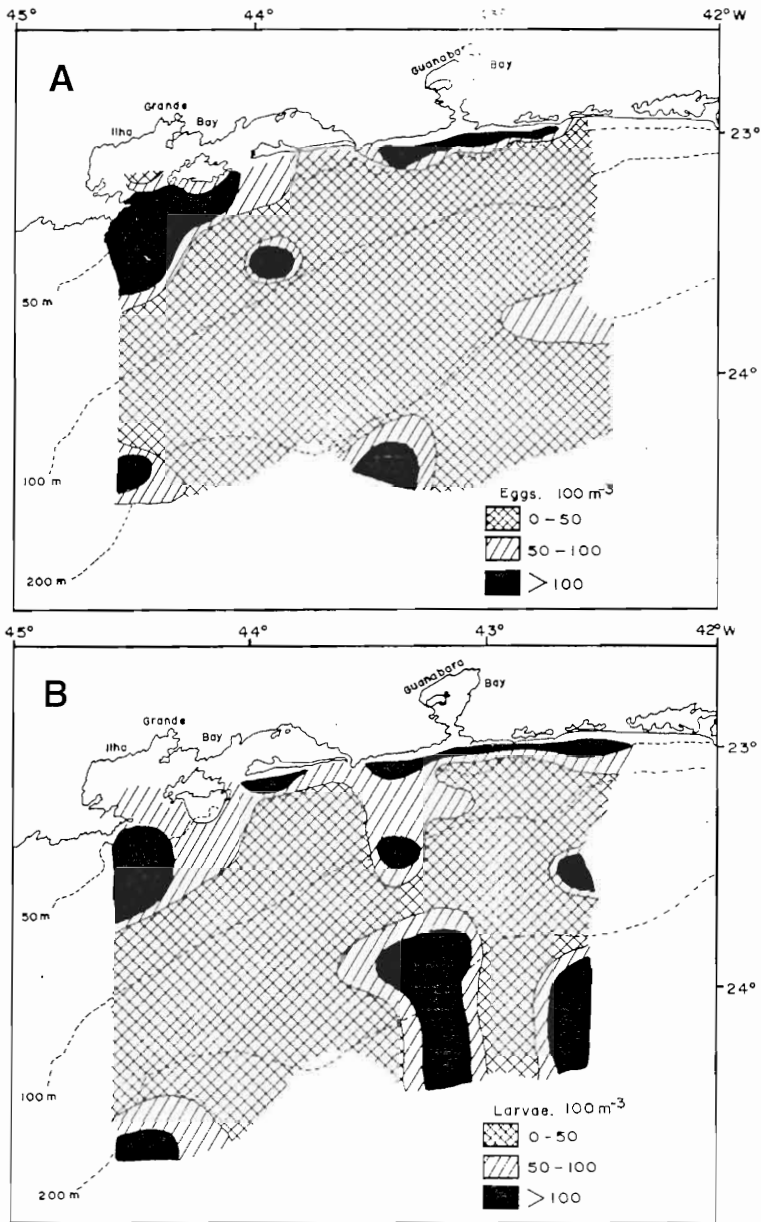 45° 44° 42°W
A
Guanabara Bay
Grande
Ilha Bay
23°
50 m
24°
100 m
Eggs. 100 m⁻³
0-50
50-100
>100
200 m
45° 44° 43° 42°W
B
Guanabara Bay
Grande
Ilha Bay
23°
50 m
24°
100 m
Larvae. 100 m⁻³
0-50
50-100
>100
200 m